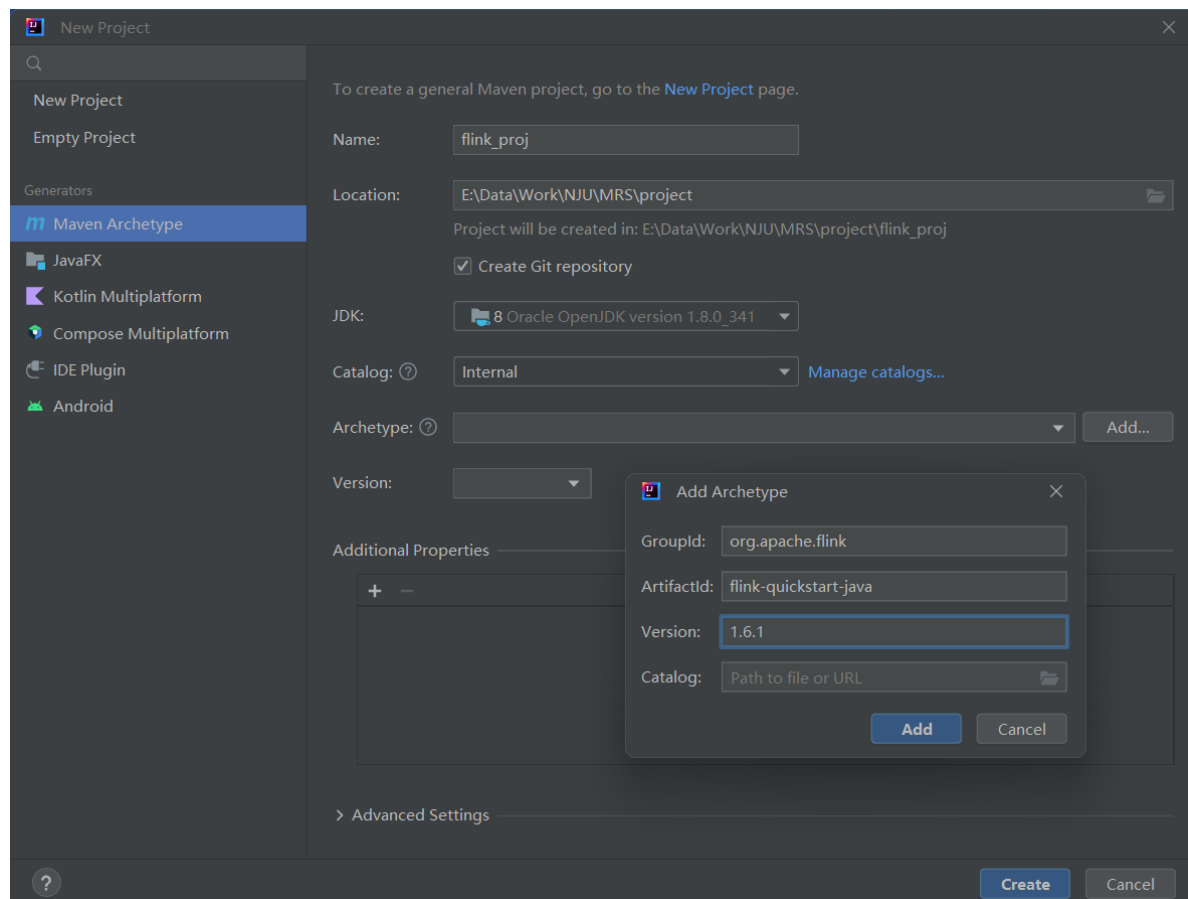 New Project
New Project
Empty Project
Generators
Maven Archetype
JavaFX
Kotlin Multiplatform
Compose Multiplatform
IDE Plugin
Android
To create a general Maven project, go to the New Project page.
Name: flink_proj
Location: E:\Data\Work\NJU\MRS\project
Project will be created in: E:\Data\Work\NJU\MRS\project\flink_proj
Create Git repository
JDK: 8 Oracle OpenJDK version 1.8.0_341
Catalog: ? Internal Manage catalogs...
Archetype: ? Add...
Version:
Additional Properties
+ −
Add Archetype
GroupId: org.apache.flink
ArtifactId: flink-quickstart-java
Version: 1.6.1
Catalog: Path to file or URL
Add Cancel
Advanced Settings
? Create Cancel